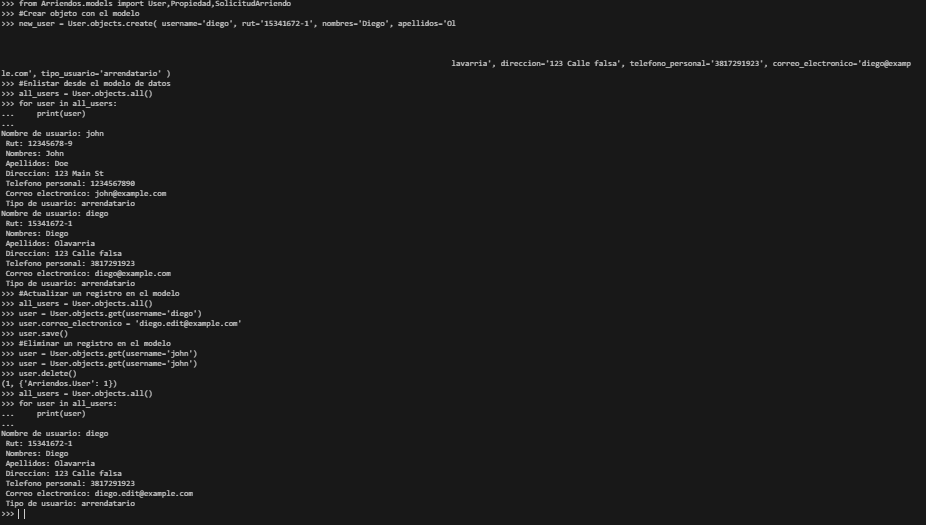 >>> from Arriendos.models import User,Propiedad,SolicitudArriendo
>>> #Crear objeto con el modelo
>>> new_user = User.objects.create( username='diego', rut='15341672-1', nombres='Diego', apellidos='Ol
lavarria', direccion='123 Calle falsa', telefono_personal='3817291923', correo_electronico='diego@examp
le.com', tipo_usuario='arrendatario' )
>>> #Enlistar desde el modelo de datos
>>> all_users = User.objects.all()
>>> for user in all_users:
...     print(user)
...
Nombre de usuario: john
 Rut: 12345678-9
 Nombres: John
 Apellidos: Doe
 Direccion: 123 Main St
 Telefono personal: 1234567890
 Correo electronico: john@example.com
 Tipo de usuario: arrendatario
Nombre de usuario: diego
 Rut: 15341672-1
 Nombres: Diego
 Apellidos: Olavarria
 Direccion: 123 Calle falsa
 Telefono personal: 3817291923
 Correo electronico: diego@example.com
 Tipo de usuario: arrendatario
>>> #Actualizar un registro en el modelo
>>> all_users = User.objects.all()
>>> user = User.objects.get(username='diego')
>>> user.correo_electronico = 'diego.edit@example.com'
>>> user.save()
>>> #Eliminar un registro en el modelo
>>> user = User.objects.get(username='john')
>>> user = User.objects.get(username='john')
>>> user.delete()
(1, {'Arriendos.User': 1})
>>> all_users = User.objects.all()
>>> for user in all_users:
...     print(user)
...
Nombre de usuario: diego
 Rut: 15341672-1
 Nombres: Diego
 Apellidos: Olavarria
 Direccion: 123 Calle falsa
 Telefono personal: 3817291923
 Correo electronico: diego.edit@example.com
 Tipo de usuario: arrendatario
>>>